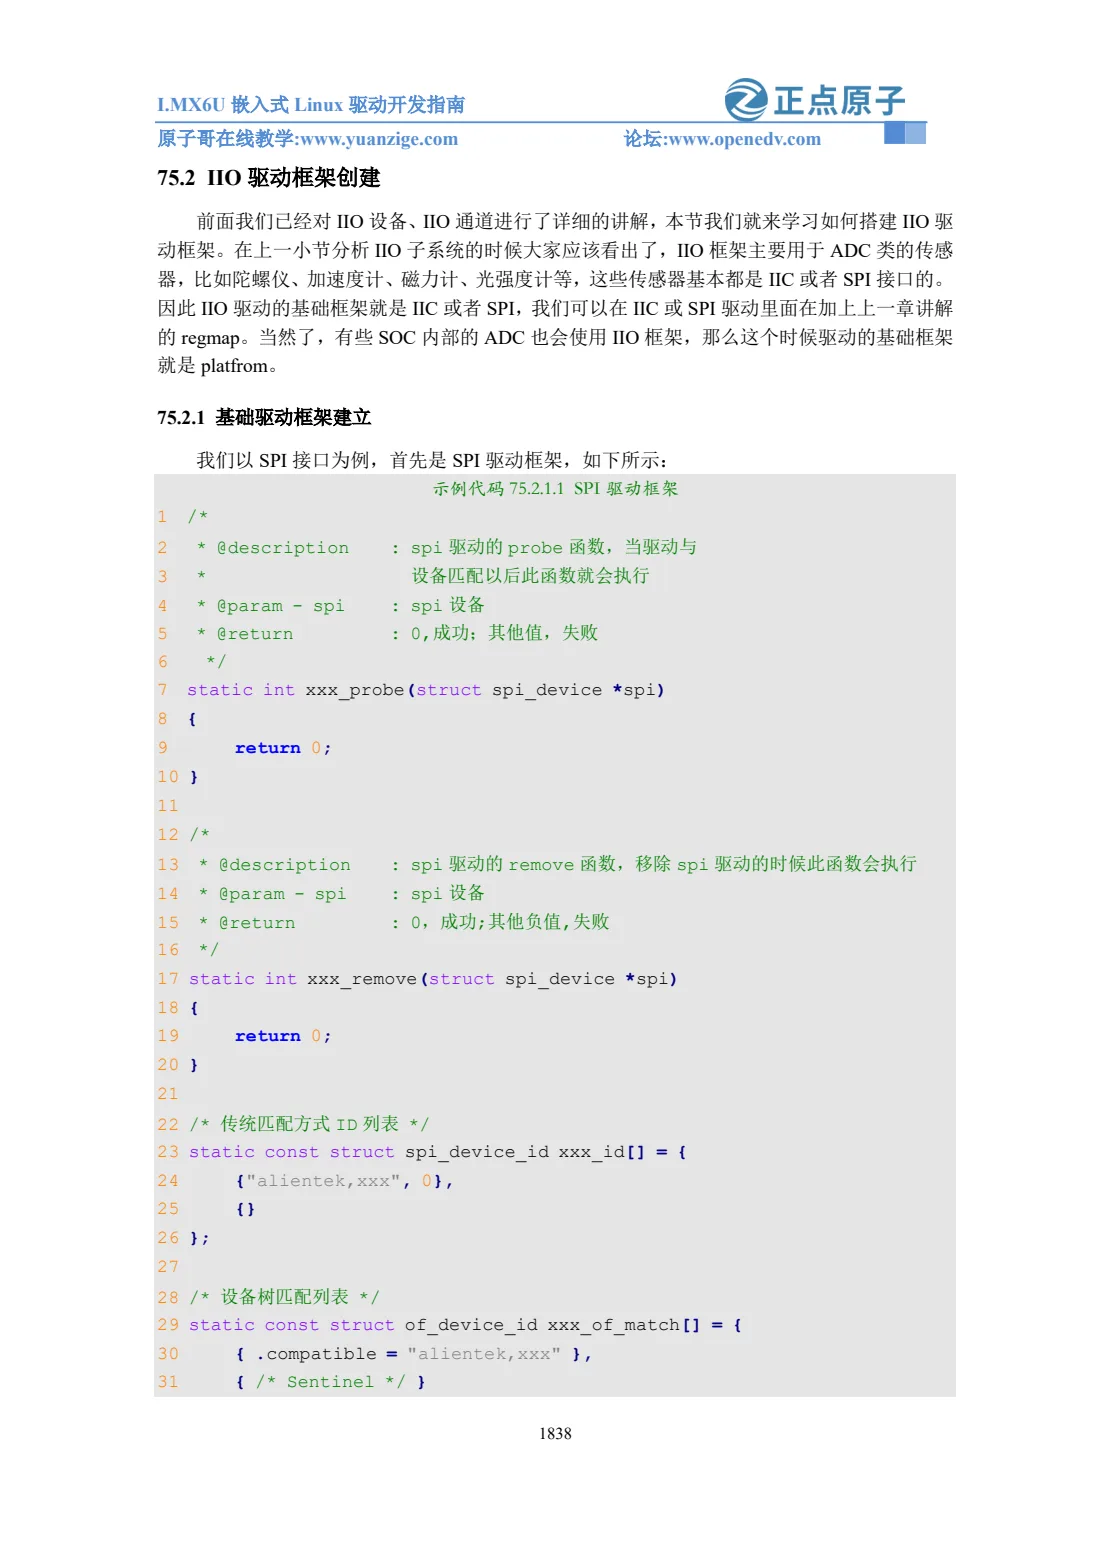 I.MX6U 嵌入式 Linux 驱动开发指南
正点原子
原子哥在线教学:www.yuanzige.com 论坛:www.openedv.com
75.2 IIO 驱动框架创建
前面我们已经对 IIO 设备、IIO 通道进行了详细的讲解，本节我们就来学习如何搭建 IIO 驱
动框架。在上一小节分析 IIO 子系统的时候大家应该看出了，IIO 框架主要用于 ADC 类的传感
器，比如陀螺仪、加速度计、磁力计、光强度计等，这些传感器基本都是 IIC 或者 SPI 接口的。
因此 IIO 驱动的基础框架就是 IIC 或者 SPI，我们可以在 IIC 或 SPI 驱动里面在加上上一章讲解
的 regmap。当然了，有些 SOC 内部的 ADC 也会使用 IIO 框架，那么这个时候驱动的基础框架
就是 platfrom。
75.2.1 基础驱动框架建立
我们以 SPI 接口为例，首先是 SPI 驱动框架，如下所示：
示例代码 75.2.1.1 SPI 驱动框架
1 /*
2 * @description : spi 驱动的 probe 函数，当驱动与
3 * 设备匹配以后此函数就会执行
4 * @param - spi : spi 设备
5 * @return : 0,成功；其他值，失败
6 */
7 static int xxx_probe(struct spi_device *spi)
8 {
9 return 0;
10 }
11
12 /*
13 * @description : spi 驱动的 remove 函数，移除 spi 驱动的时候此函数会执行
14 * @param - spi : spi 设备
15 * @return : 0，成功;其他负值,失败
16 */
17 static int xxx_remove(struct spi_device *spi)
18 {
19 return 0;
20 }
21
22 /* 传统匹配方式 ID 列表 */
23 static const struct spi_device_id xxx_id[] = {
24 {"alientek,xxx", 0},
25 {}
26 };
27
28 /* 设备树匹配列表 */
29 static const struct of_device_id xxx_of_match[] = {
30 { .compatible = "alientek,xxx" },
31 { /* Sentinel */ }
1838